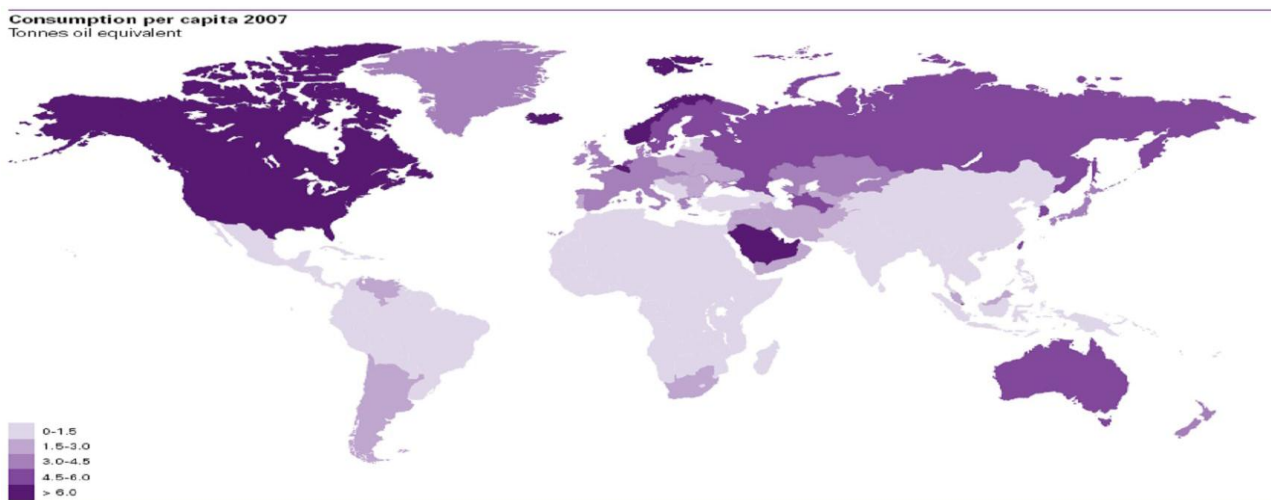 Consumption per capita 2007
Tonnes oil equivalent
0-1.5
1.5-3.0
3.0-4.5
4.5-6.0
> 6.0